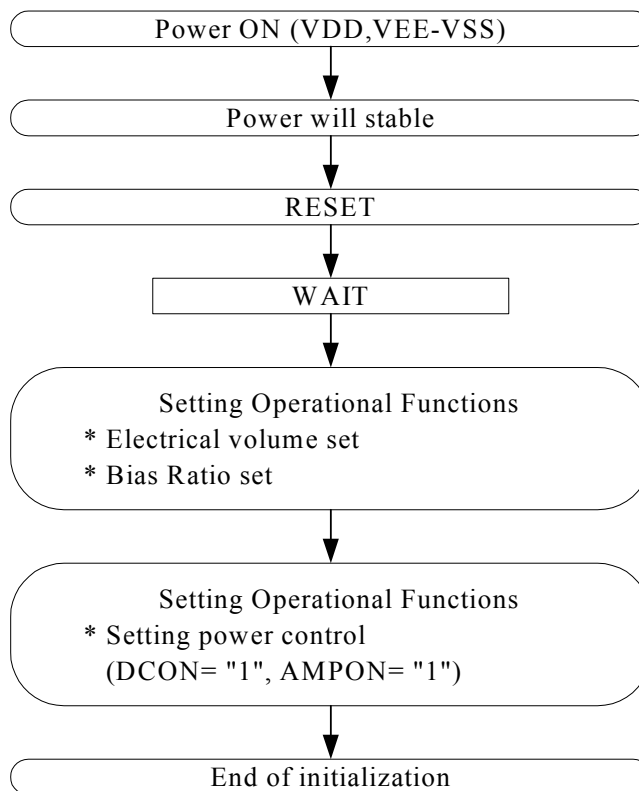 Power ON (VDD,VEE-VSS)
Power will stable
RESET
WAIT
Setting Operational Functions
* Electrical volume set
* Bias Ratio set
Setting Operational Functions
* Setting power control
(DCON= "1", AMPON= "1")
End of initialization